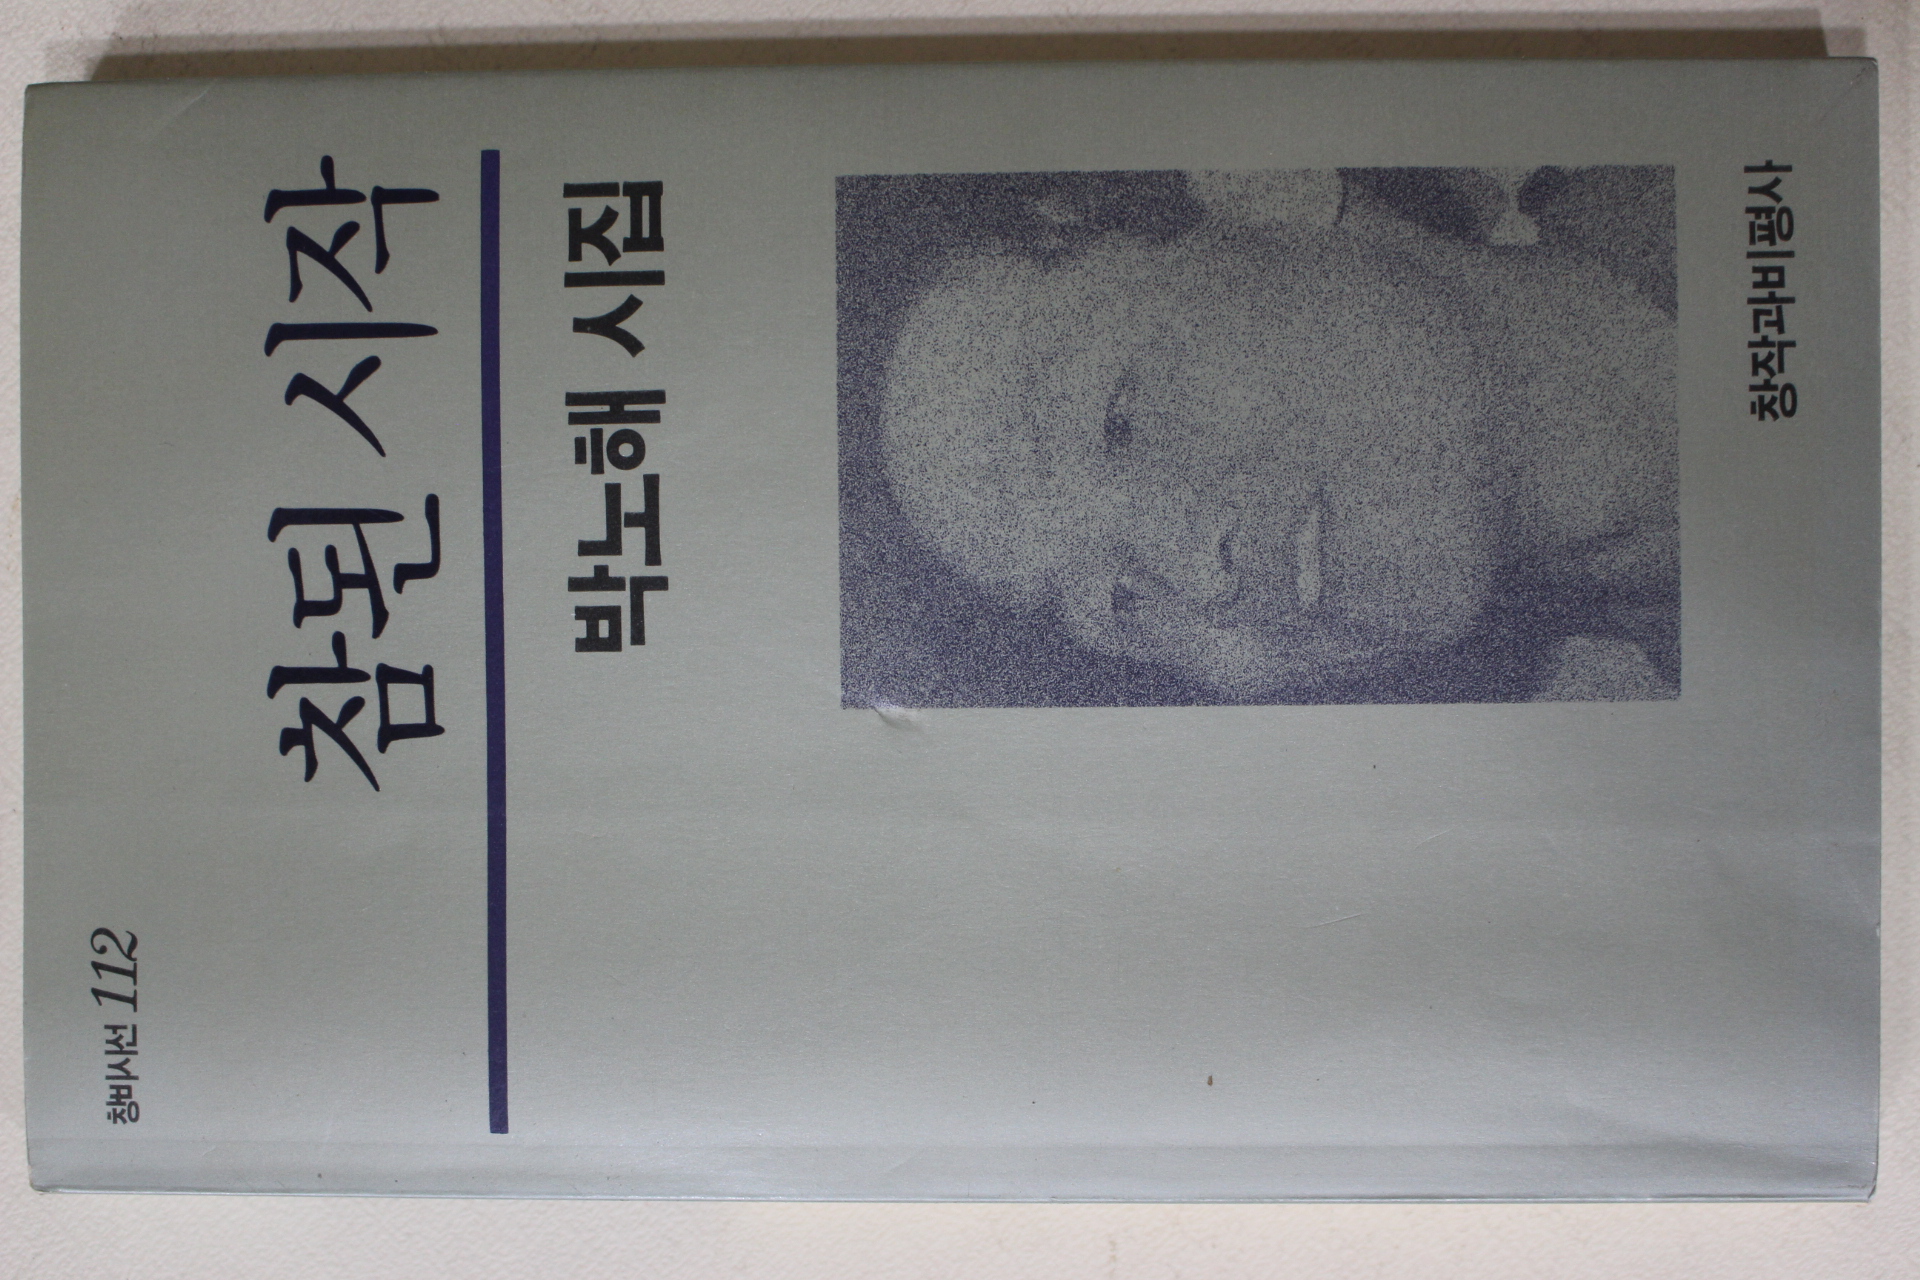 창비시선 112
참된 시작
박노해 시집
창작과비평사